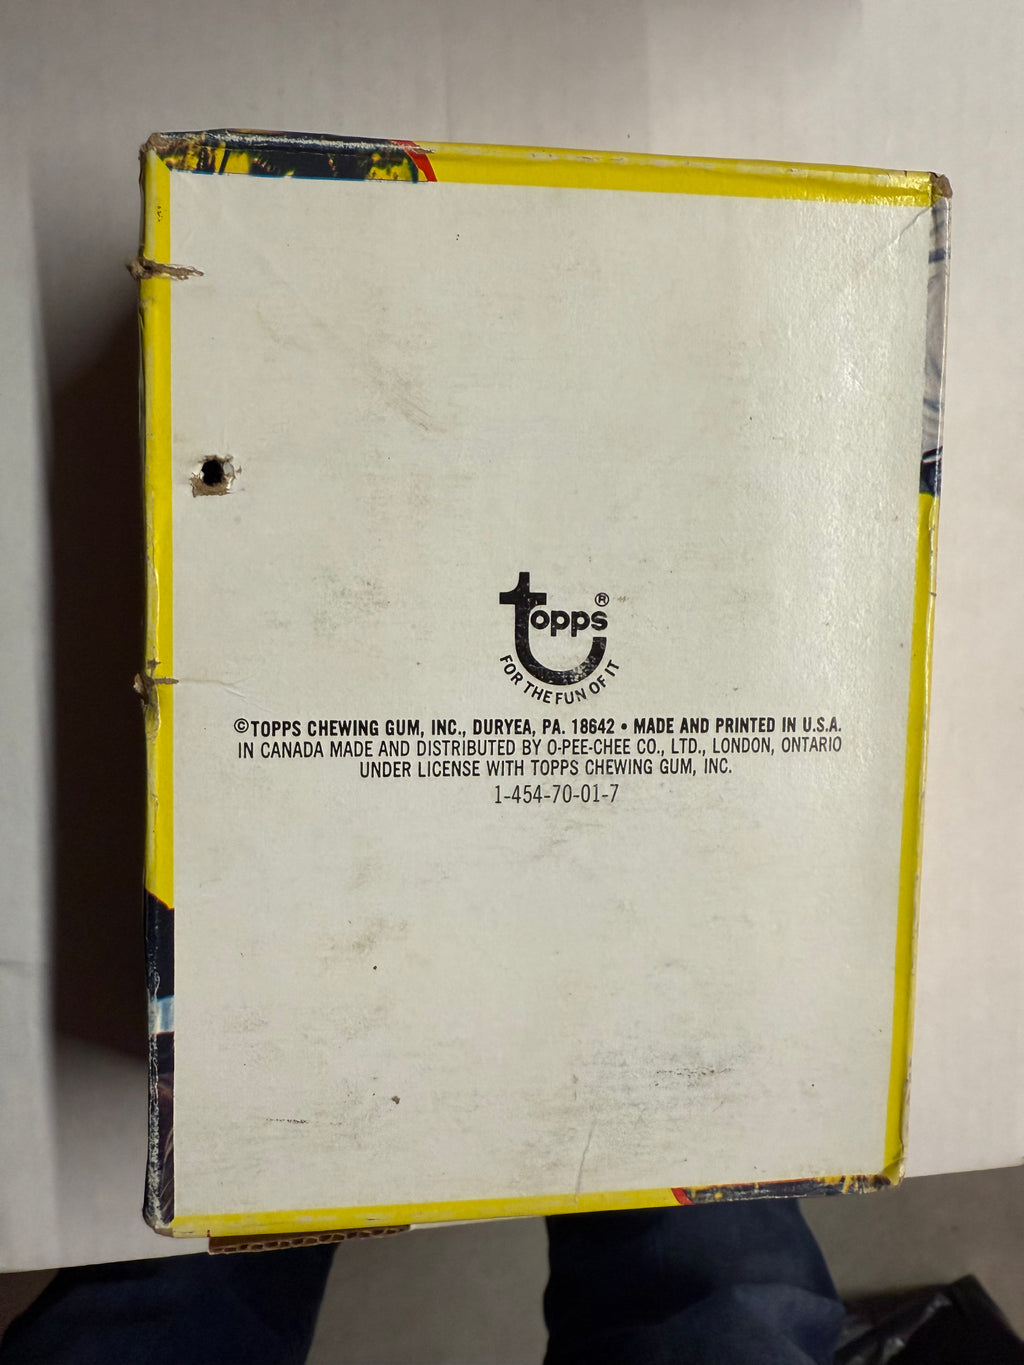 topps®
FOR THE FUN OF IT
©TOPPS CHEWING GUM, INC., DURYEA, PA. 18642 • MADE AND PRINTED IN U.S.A.
IN CANADA MADE AND DISTRIBUTED BY O-PEE-CHEE CO., LTD., LONDON, ONTARIO
UNDER LICENSE WITH TOPPS CHEWING GUM, INC.
1-454-70-01-7